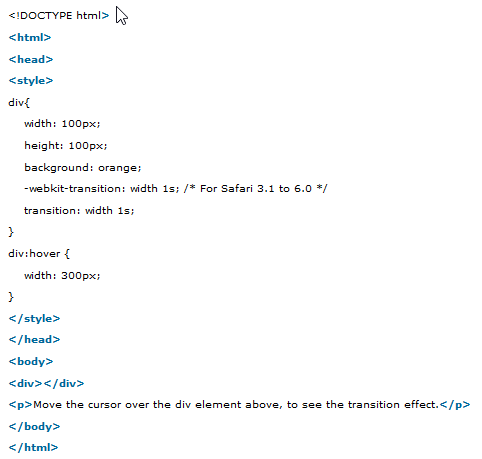 <!DOCTYPE html>
<html>
<head>
<style>
div{
width: 100px;
height: 100px;
background: orange;
-webkit-transition: width 1s; /* For Safari 3.1 to 6.0 */
transition: width 1s;
}
div:hover {
width: 300px;
}
</style>
</head>
<body>
<div></div>
<p>Move the cursor over the div element above, to see the transition effect.</p>
</body>
</html>